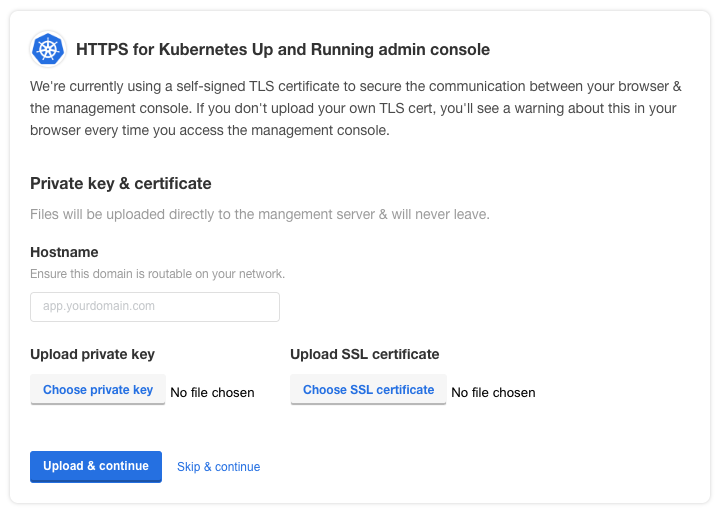 HTTPS for Kubernetes Up and Running admin console
We're currently using a self-signed TLS certificate to secure the communication between your browser &
the management console. If you don't upload your own TLS cert, you'll see a warning about this in your
browser every time you access the management console.
Private key & certificate
Files will be uploaded directly to the mangement server & will never leave.
Hostname
Ensure this domain is routable on your network.
app.yourdomain.com
Upload private key
Choose private key No file chosen
Upload SSL certificate
Choose SSL certificate No file chosen
Upload & continue Skip & continue